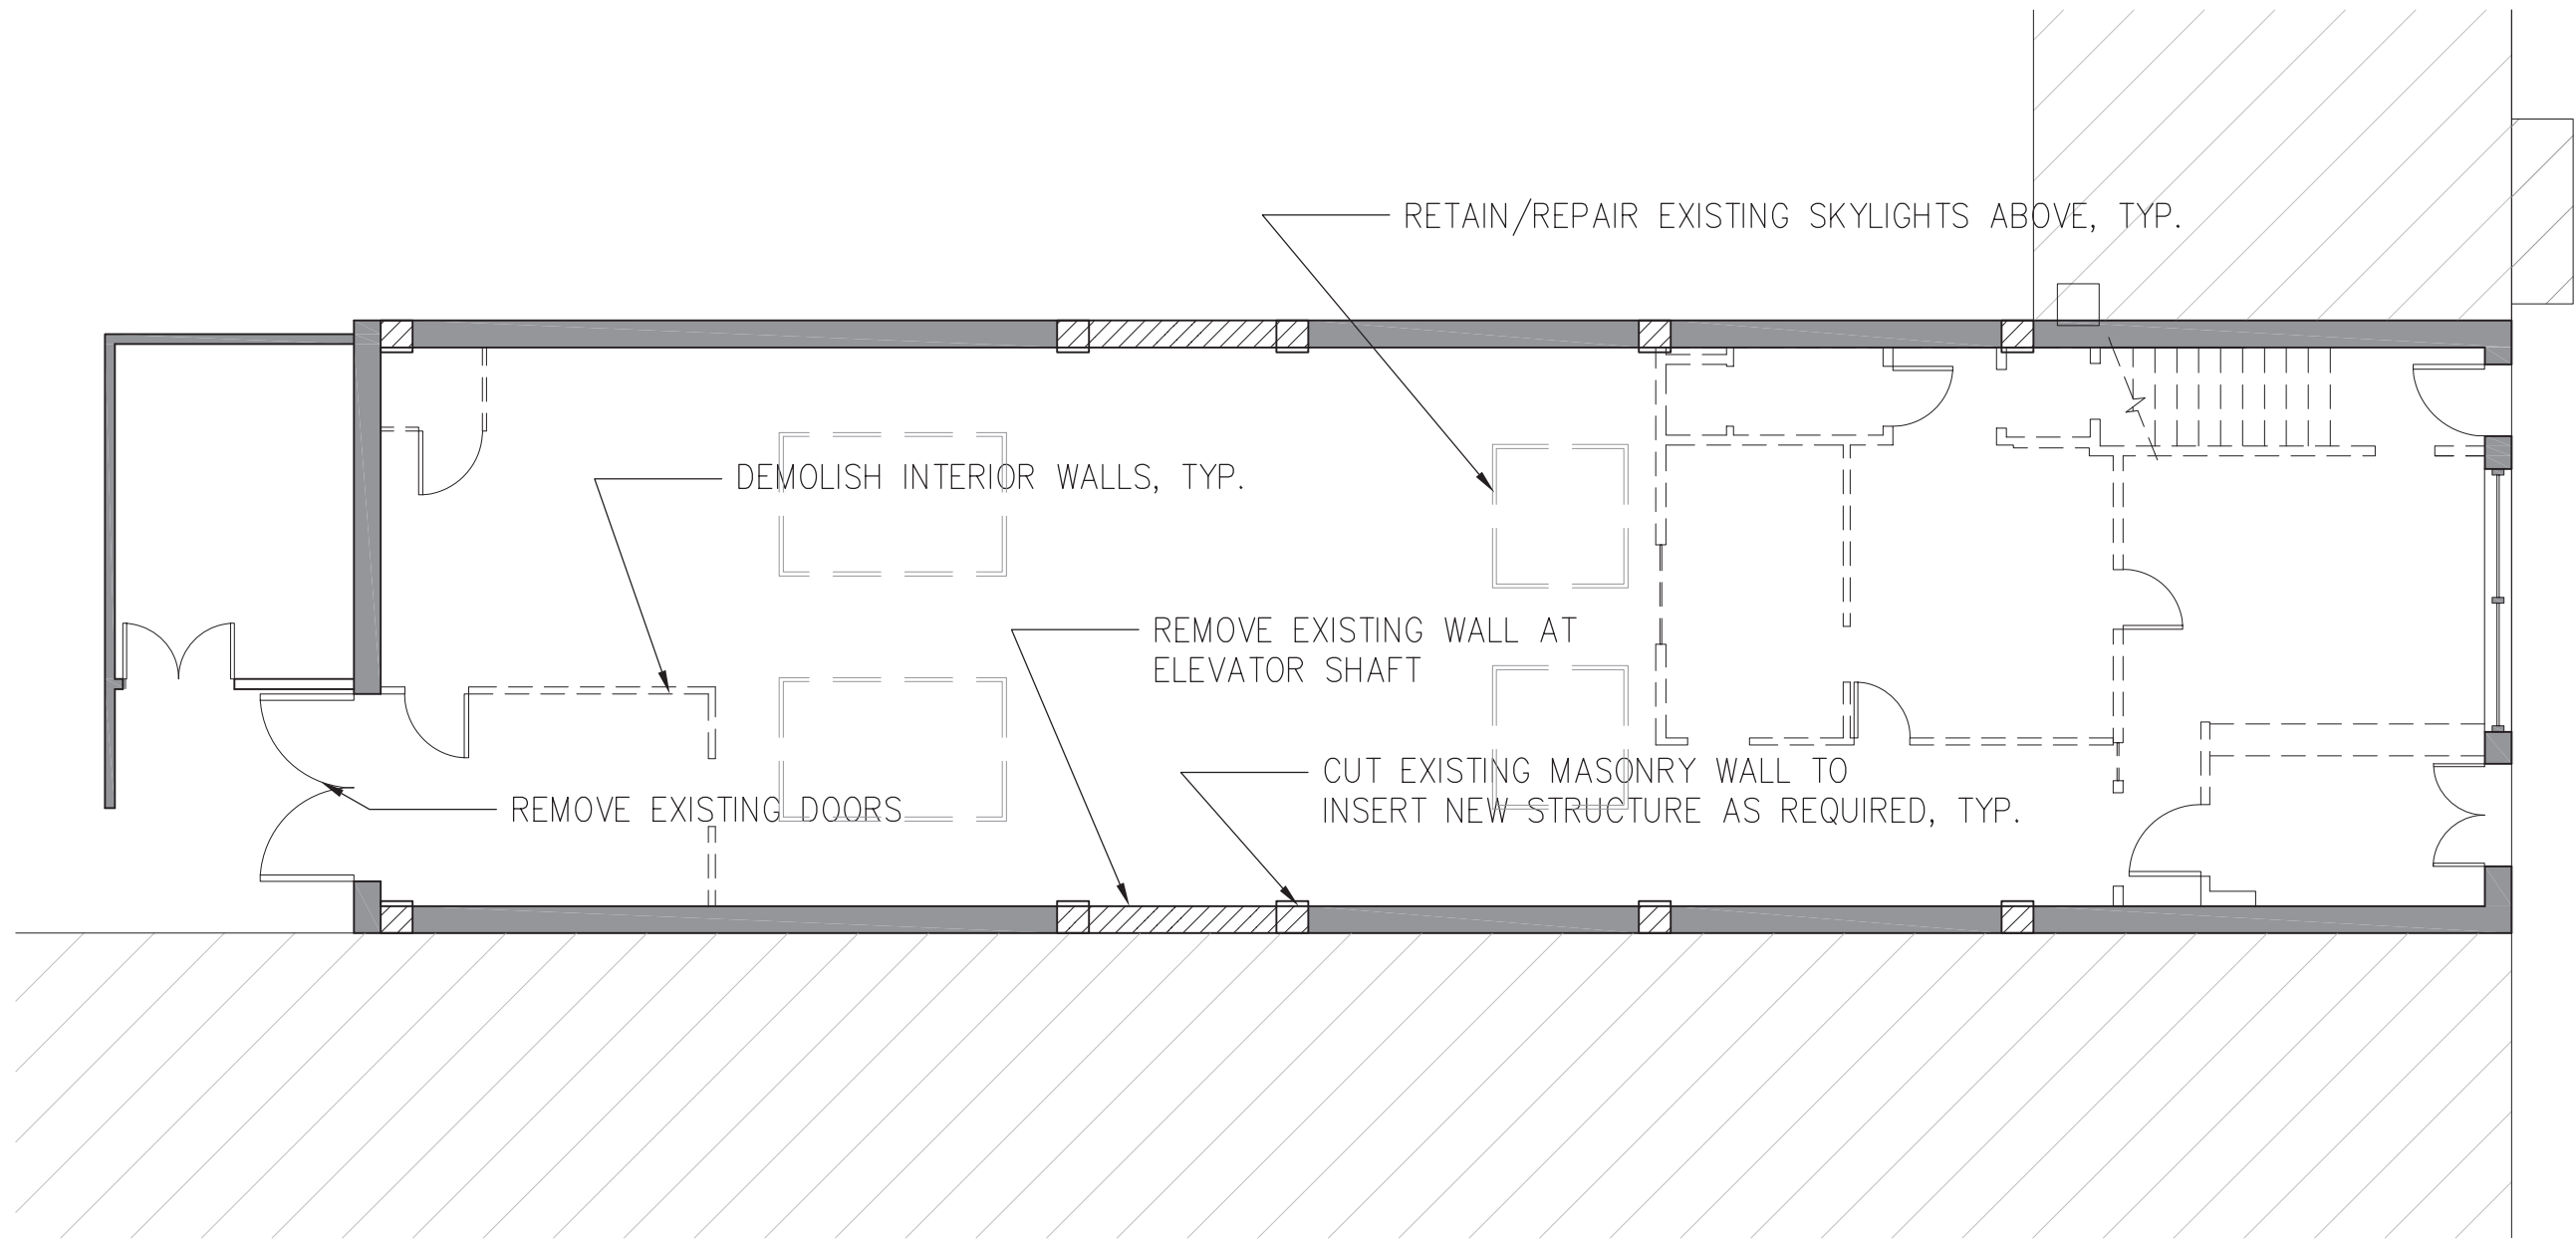 RETAIN/REPAIR EXISTING SKYLIGHTS ABOVE, TYP.
DEMOLISH INTERIOR WALLS, TYP.
REMOVE EXISTING WALL AT
ELEVATOR SHAFT
CUT EXISTING MASONRY WALL TO
INSERT NEW STRUCTURE AS REQUIRED, TYP.
REMOVE EXISTING DOORS